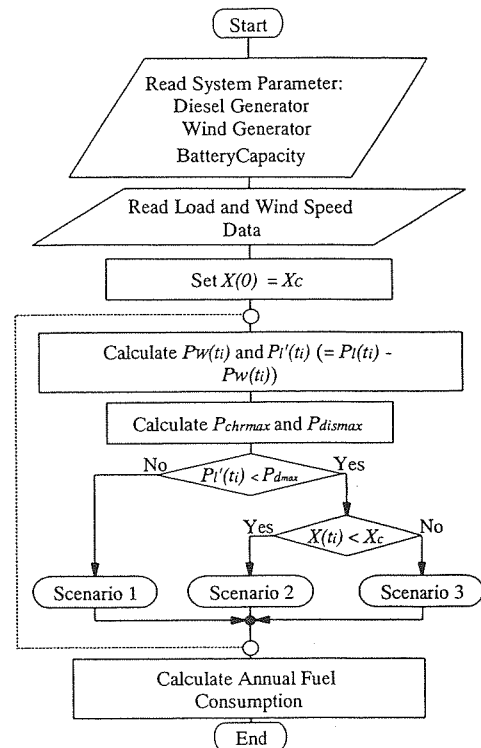 Start
Read System Parameter:
Diesel Generator
Wind Generator
BatteryCapacity
Read Load and Wind Speed
Data
Set X(0) = Xc
Calculate Pw(ti) and Pl'(ti) (= Pl(ti) -
Pw(ti))
Calculate Pchrmax and Pdismax
No
Pl'(ti) < Pdmax
Yes
Yes
X(ti) < Xc
No
Scenario 1
Scenario 2
Scenario 3
Calculate Annual Fuel
Consumption
End